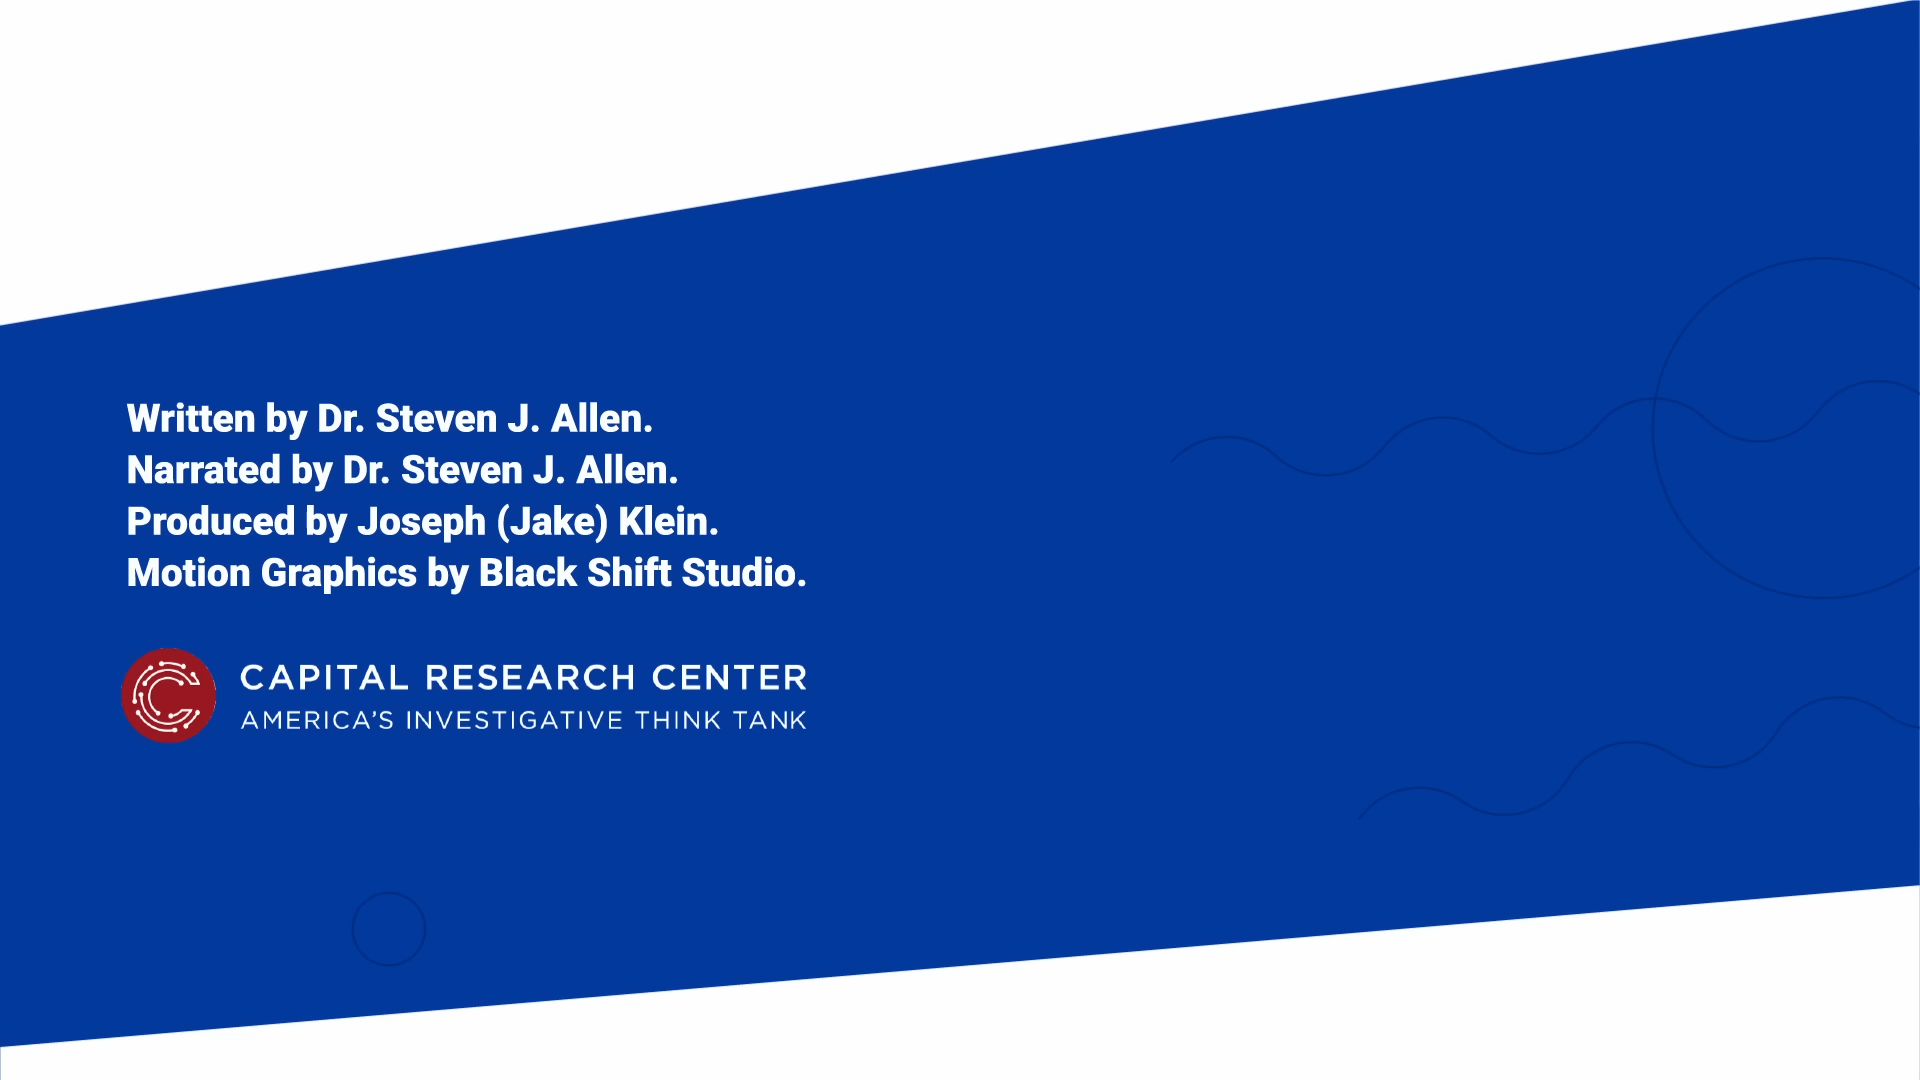 Written by Dr. Steven J. Allen.
Narrated by Dr. Steven J. Allen.
Produced by Joseph (Jake) Klein.
Motion Graphics by Black Shift Studio.
CAPITAL RESEARCH CENTER
AMERICA'S INVESTIGATIVE THINK TANK